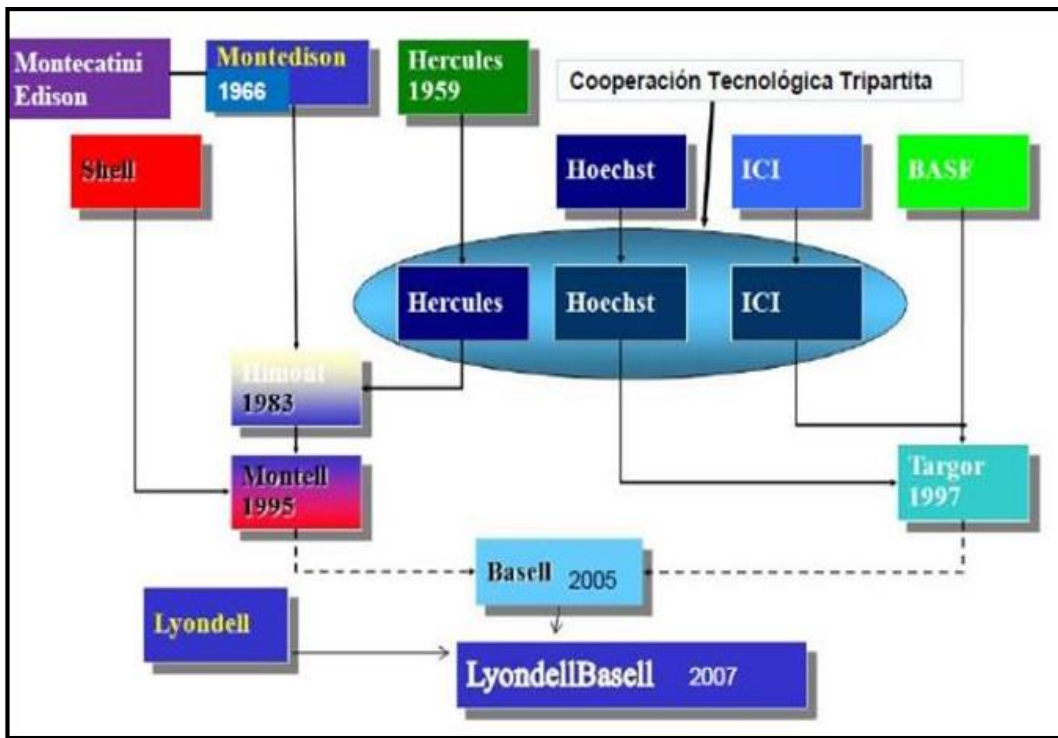 Montecatini
Edison
Montedison
1966
Hercules
1959
Cooperación Tecnológica Tripartita
Shell
Hoechst
ICI
BASF
Hercules
Hoechst
ICI
Himont
1983
Montell
1995
Targor
1997
Basell 2005
Lyondell
LyondellBasell 2007